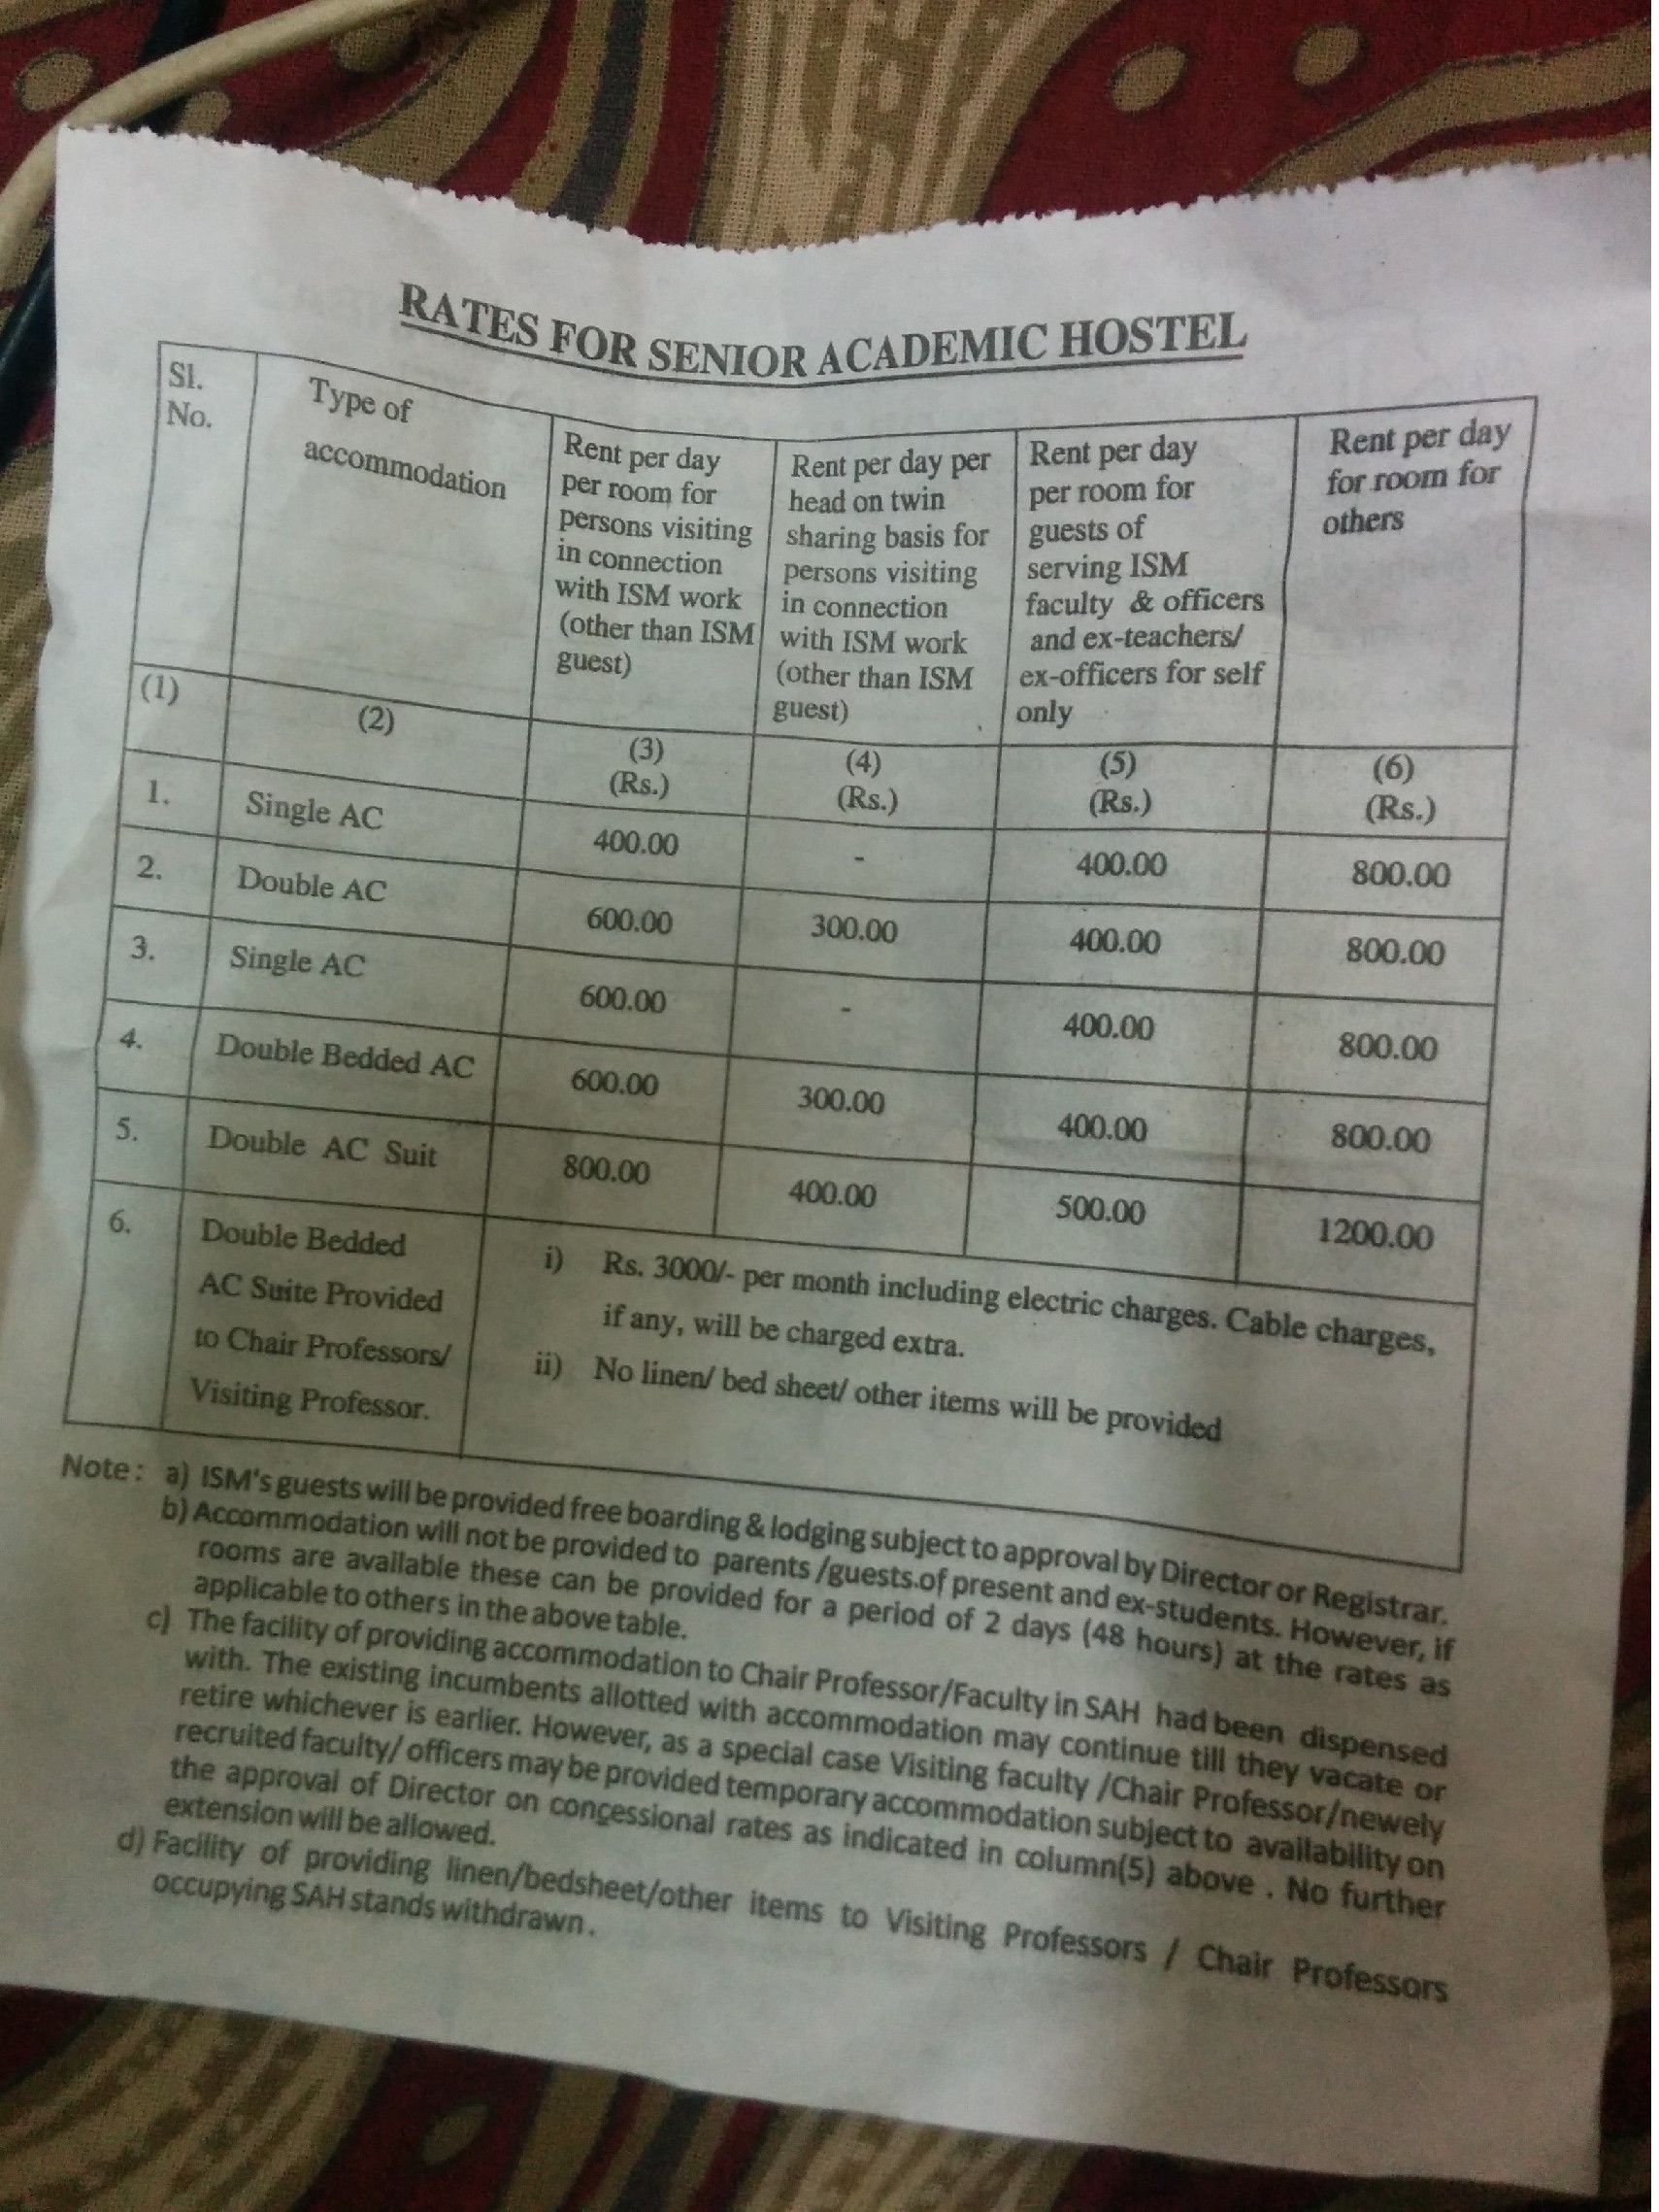 RATES FOR SENIOR ACADEMIC HOSTEL
Sl.
No.
Type of
accommodation
Rent per day
per room for
persons visiting
in connection
with ISM work
(other than ISM
guest)
Rent per day per
head on twin
sharing basis for
persons visiting
in connection
with ISM work
(other than ISM
guest)
Rent per day
per room for
guests of
serving ISM
faculty & officers
and ex-teachers/
ex-officers for self
only
Rent per day
for room for
others
(1)
(2)
(3)
(Rs.)
(4)
(Rs.)
(5)
(Rs.)
(6)
(Rs.)
1. Single AC 400.00 - 400.00 800.00
2. Double AC 600.00 300.00 400.00 800.00
3. Single AC 600.00 - 400.00 800.00
4. Double Bedded AC 600.00 300.00 400.00 800.00
5. Double AC Suit 800.00 400.00 500.00 1200.00
6. Double Bedded
AC Suite Provided
to Chair Professors/
Visiting Professor.
i) Rs. 3000/- per month including electric charges. Cable charges,
if any, will be charged extra.
ii) No linen/ bed sheet/ other items will be provided
Note: a) ISM's guests will be provided free boarding & lodging subject to approval by Director or Registrar.
b) Accommodation will not be provided to parents /guests.of present and ex-students. However, if
rooms are available these can be provided for a period of 2 days (48 hours) at the rates as
applicable to others in the above table.
c) The facility of providing accommodation to Chair Professor/Faculty in SAH had been dispensed
with. The existing incumbents allotted with accommodation may continue till they vacate or
retire whichever is earlier. However, as a special case Visiting faculty /Chair Professor/newly
recruited faculty/ officers may be provided temporary accommodation subject to availability on
the approval of Director on concessional rates as indicated in column(5) above . No further
extension will be allowed.
d) Facility of providing linen/bedsheet/other items to Visiting Professors / Chair Professors
occupying SAH stands withdrawn.